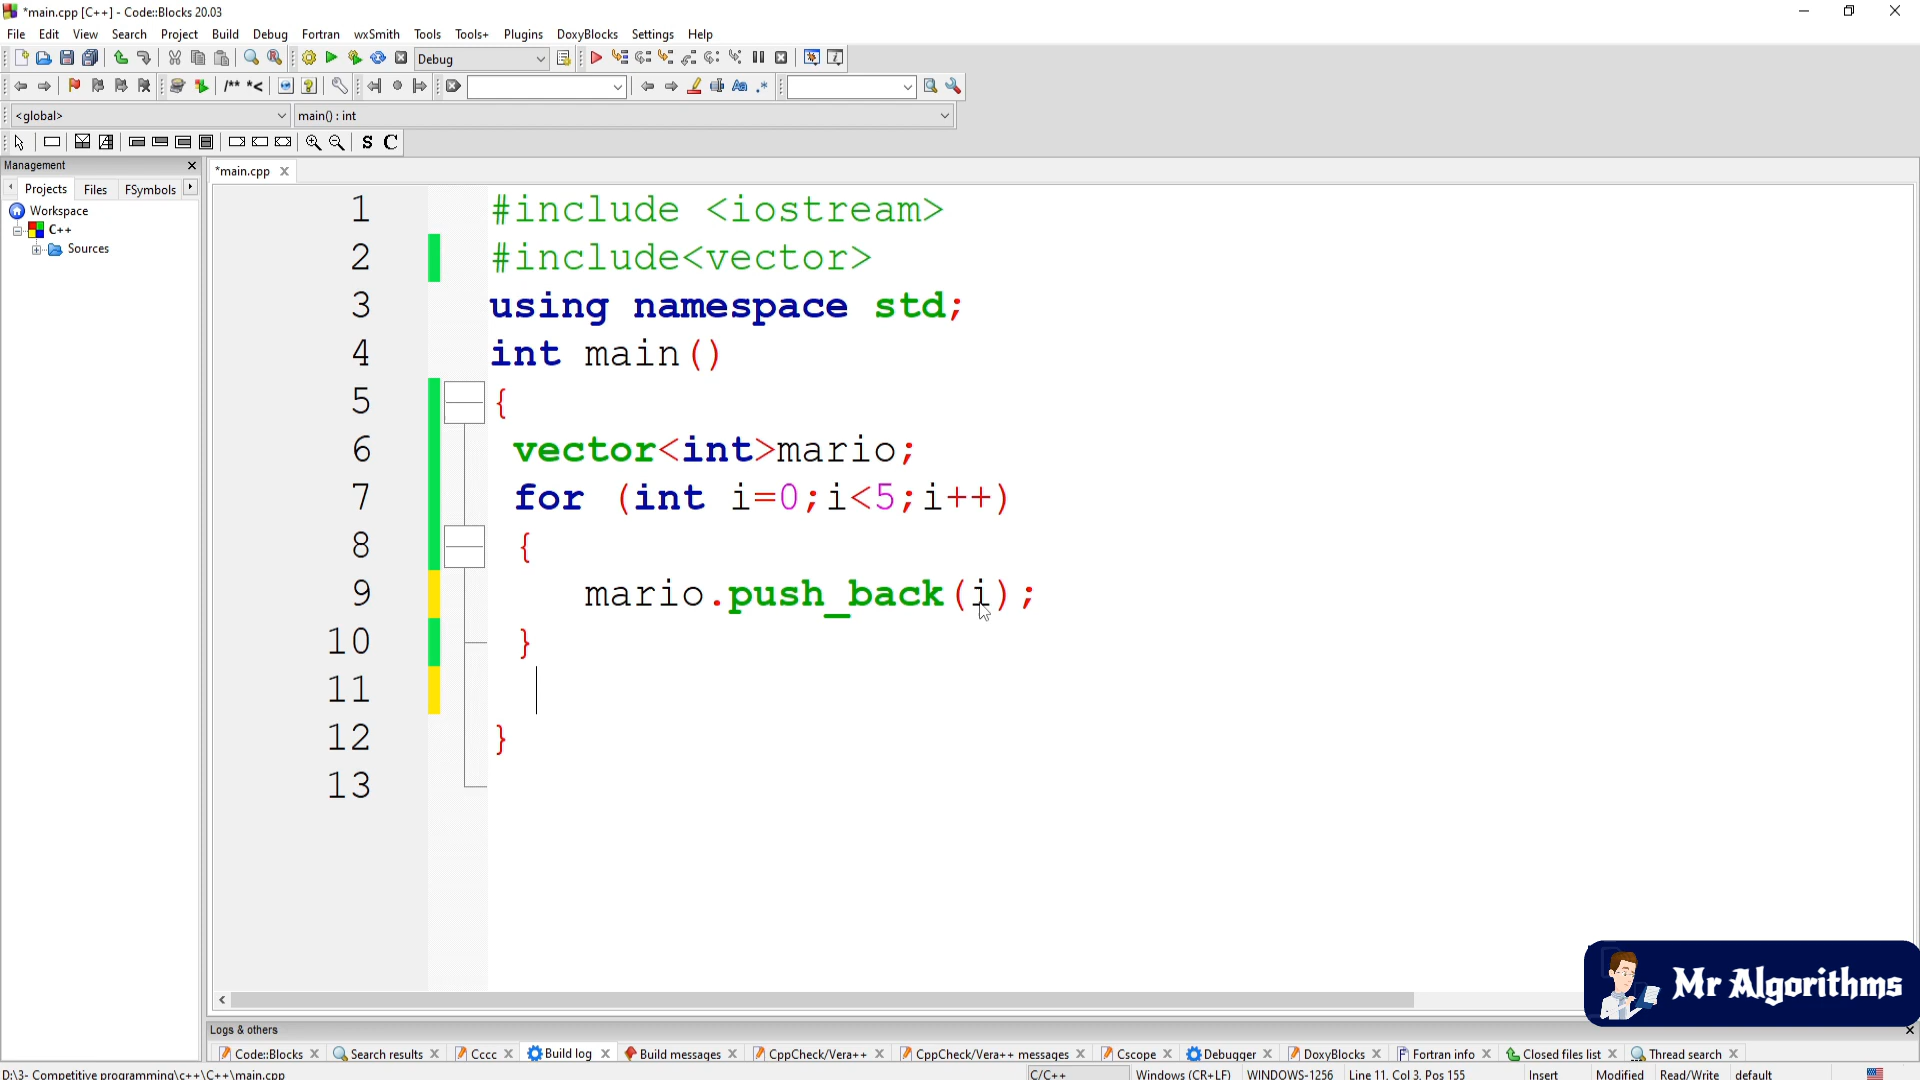 *main.cpp [C++] - Code::Blocks 20.03
File Edit View Search Project Build Debug Fortran wxSmith Tools Tools+ Plugins DoxyBlocks Settings Help
Debug
/** *<
<global> main() : int
S C
Management
*main.cpp
Projects Files FSymbols
Workspace
C++
Sources
1 #include <iostream>
2 #include<vector>
3 using namespace std;
4 int main()
5 {
6 vector<int>mario;
7 for (int i=0;i<5;i++)
8 {
9 mario.push_back(i);
10 }
11
12 }
13
Mr Algorithms
Logs & others
Code::Blocks Search results Cccc Build log Build messages CppCheck/Vera++ CppCheck/Vera++ messages Cscope Debugger DoxyBlocks Fortran info Closed files list Thread search
D:\3- Competitive programming\c++\C++\main.cpp C/C++ Windows (CR+LF) WINDOWS-1256 Line 11, Col 3, Pos 155 Insert Modified Read/Write default